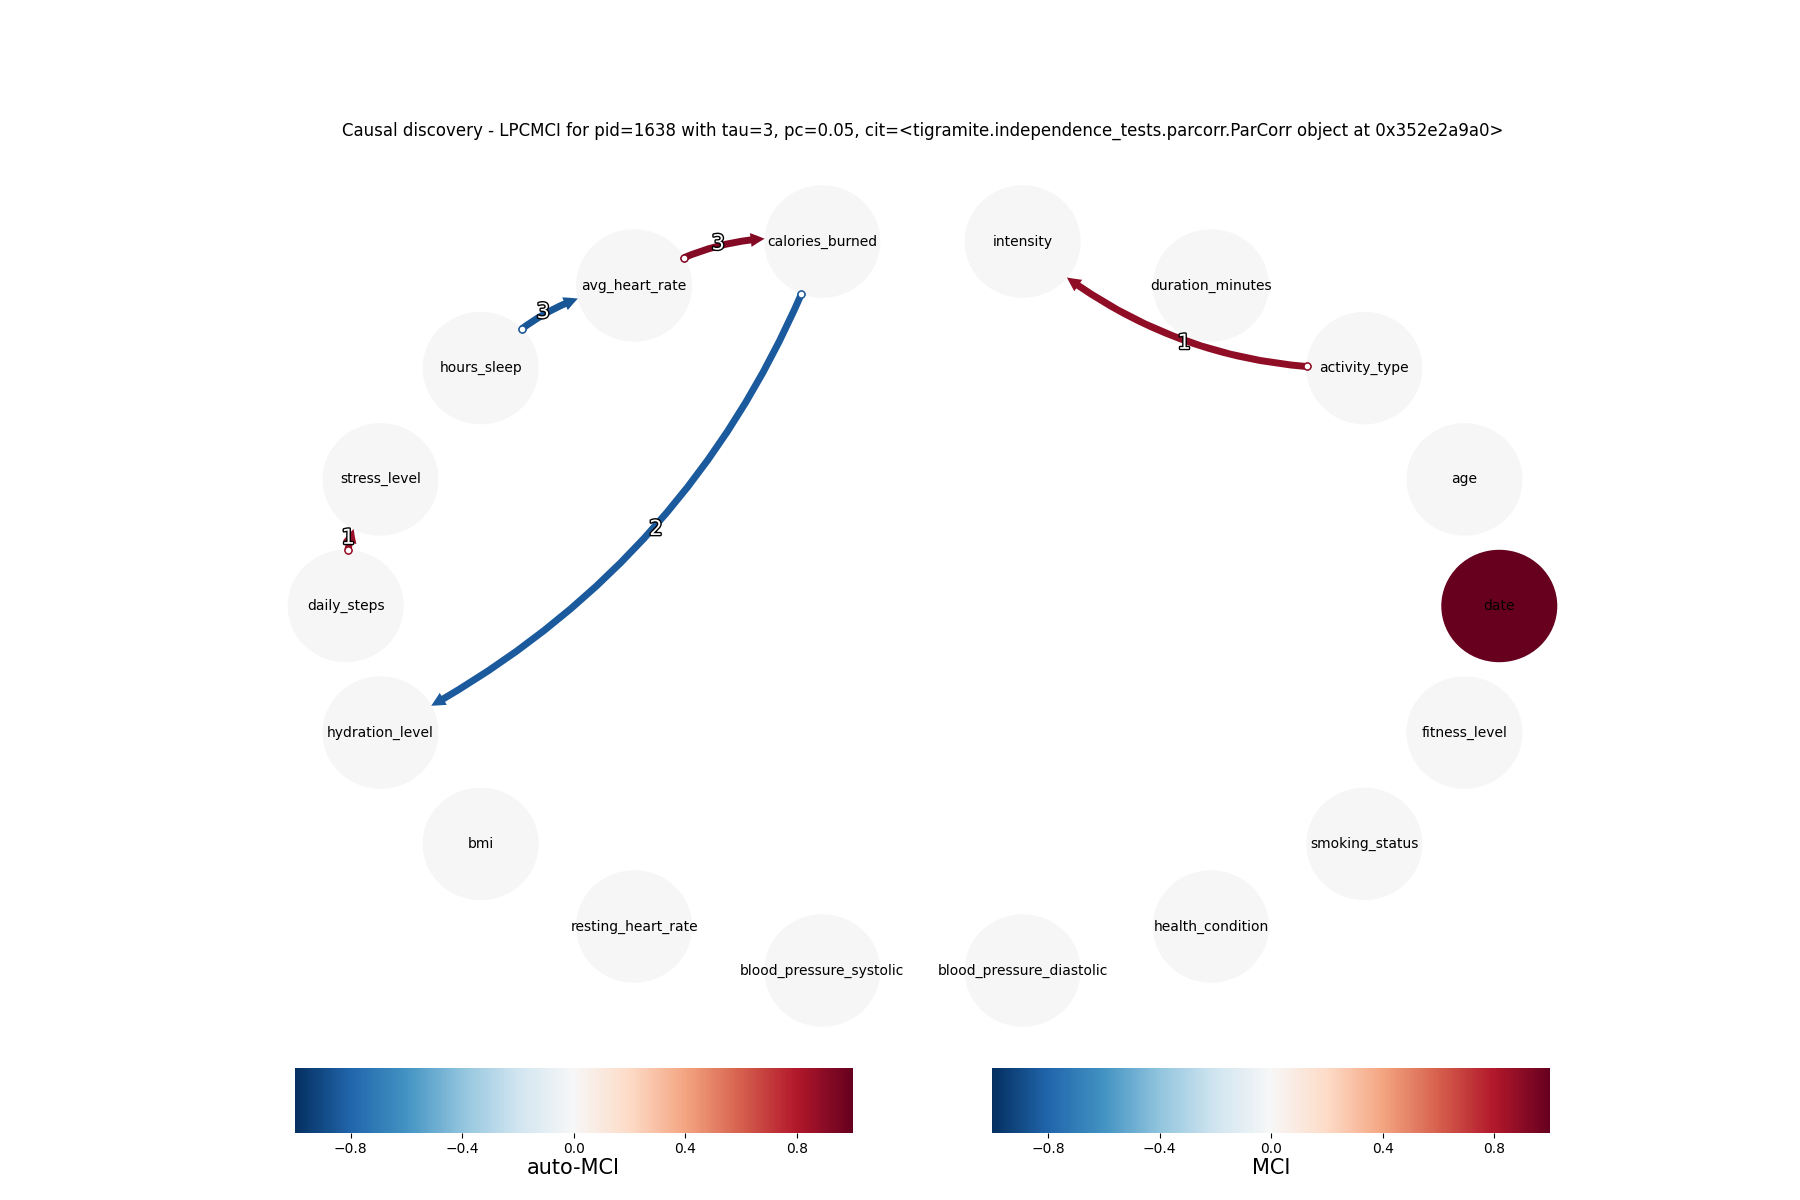 Causal discovery - LPCMCI for pid=1638 with tau=3, pc=0.05, cit=<tigramite.independence_tests.parcorr.ParCorr object at 0x352e2a9a0>
3
calories_burned
intensity
avg_heart_rate
duration_minutes
3
1
hours_sleep
activity_type
stress_level
age
2
1
daily_steps
date
hydration_level
fitness_level
bmi
smoking_status
resting_heart_rate
health_condition
blood_pressure_systolic
blood_pressure_diastolic
−0.8 −0.4 0.0 0.4 0.8
auto-MCI
−0.8 −0.4 0.0 0.4 0.8
MCI